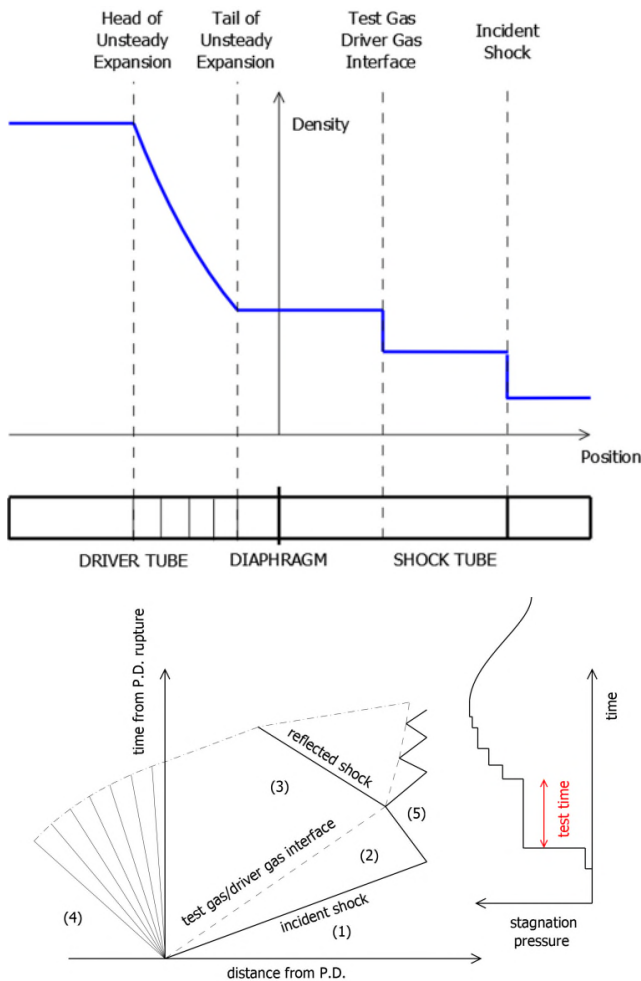 Head of
Unsteady
Expansion
Tail of
Unsteady
Expansion
Test Gas
Driver Gas
Interface
Incident
Shock
Density
Position
DRIVER TUBE
DIAPHRAGM
SHOCK TUBE
time from P.D. rupture
reflected shock
(3)
(5)
test gas/driver gas interface
(2)
(4)
incident shock
(1)
distance from P.D.
time
test time
stagnation
pressure